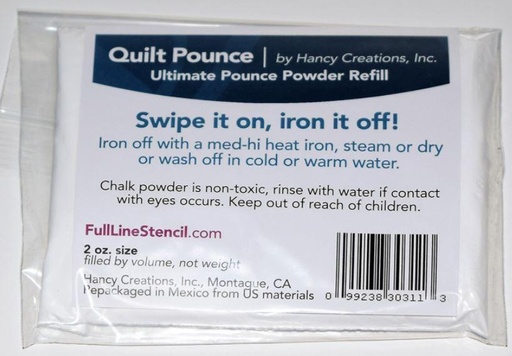 Quilt Pounce | by Hancy Creations, Inc.
Ultimate Pounce Powder Refill
Swipe it on, iron it off!
Iron off with a med-hi heat iron, steam or dry
or wash off in cold or warm water.
Chalk powder is non-toxic, rinse with water if contact
with eyes occurs. Keep out of reach of children.
FullLineStencil.com
2 oz. size
filled by volume, not weight
Hancy Creations, Inc., Montague, CA
Repackaged in Mexico from US materials
0 99238 30311 3